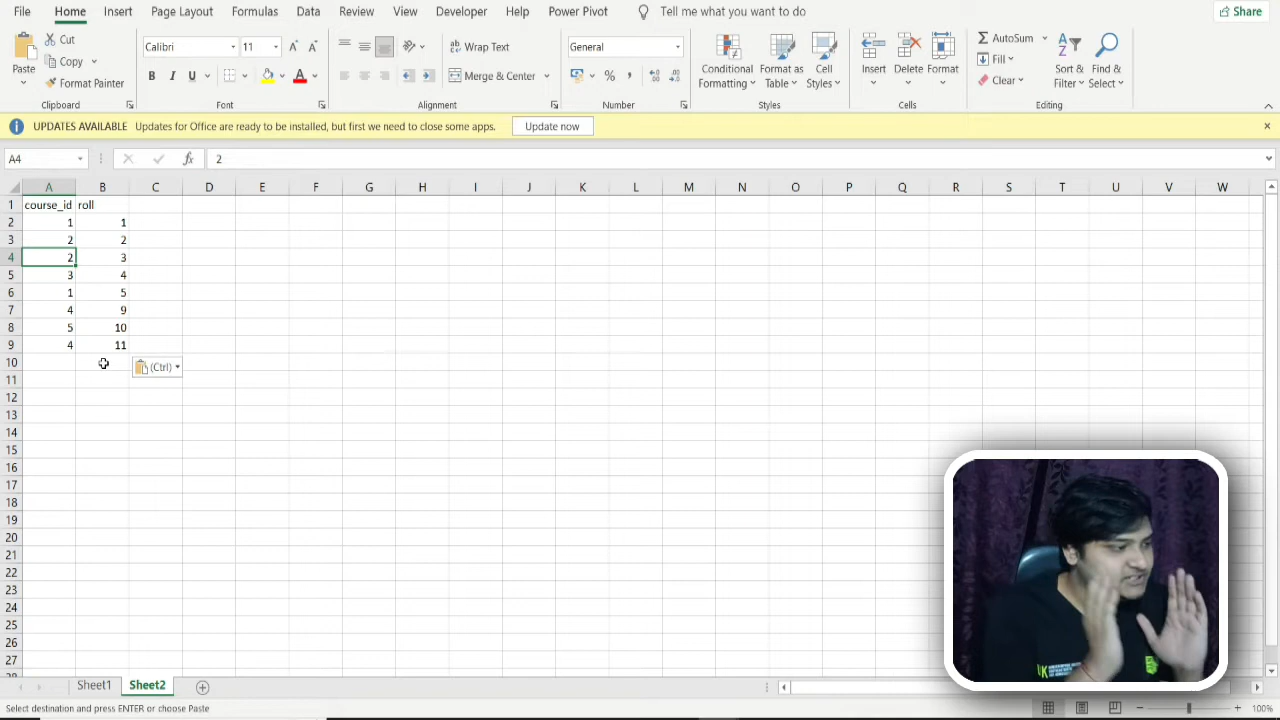 File Home Insert Page Layout Formulas Data Review View Developer Help Power Pivot Tell me what you want to do Share
Paste Cut Copy Format Painter Clipboard
Calibri 11 B I U A Font
Wrap Text Merge & Center Alignment
General % Number
Conditional Formatting Format as Table Cell Styles Styles
Insert Delete Format Cells
AutoSum Fill Clear Sort & Filter Find & Select Editing
UPDATES AVAILABLE Updates for Office are ready to be installed, but first we need to close some apps. Update now
A4 fx 2
A B C D E F G H I J K L M N O P Q R S T U V W
1 course_id roll
2 1 1
3 2 2
4 2 3
5 3 4
6 1 5
7 4 9
8 5 10
9 4 11
10 (Ctrl)
11
12
13
14
15
16
17
18
19
20
21
22
23
24
25
26
27
Sheet1 Sheet2
Select destination and press ENTER or choose Paste 100%